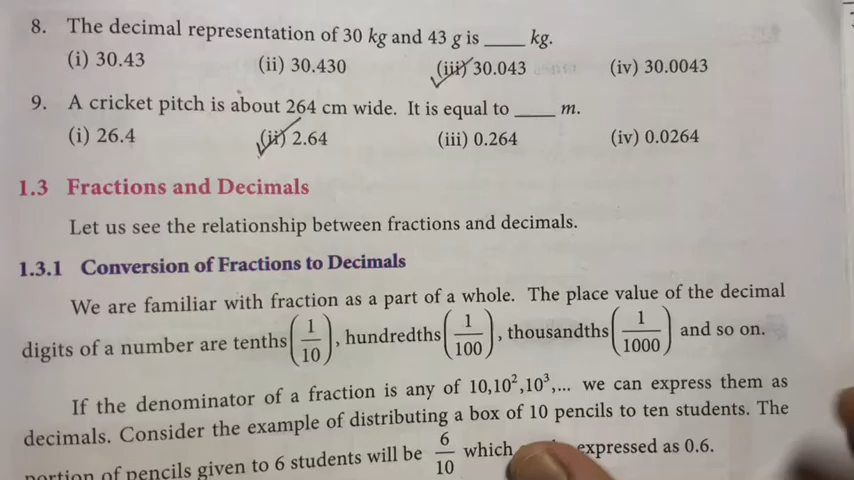 8. The decimal representation of 30 kg and 43 g is ____ kg.
(i) 30.43 (ii) 30.430 (iii) 30.043 (iv) 30.0043
9. A cricket pitch is about 264 cm wide. It is equal to ____ m.
(i) 26.4 (ii) 2.64 (iii) 0.264 (iv) 0.0264
1.3 Fractions and Decimals
Let us see the relationship between fractions and decimals.
1.3.1 Conversion of Fractions to Decimals
We are familiar with fraction as a part of a whole. The place value of the decimal
digits of a number are tenths (1/10), hundredths (1/100), thousandths (1/1000) and so on.
If the denominator of a fraction is any of 10,10²,10³,... we can express them as
decimals. Consider the example of distributing a box of 10 pencils to ten students. The
portion of pencils given to 6 students will be 6/10 which expressed as 0.6.